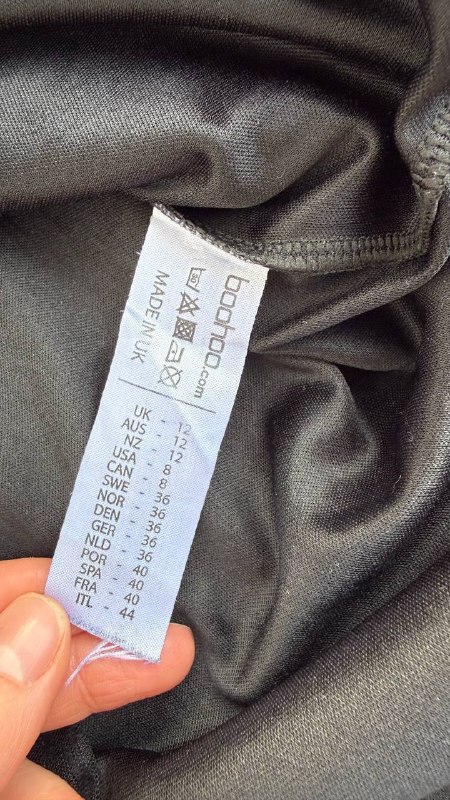 boohoo.com
MADE IN UK
UK - 12
AUS - 12
NZ - 12
USA - 8
CAN - 8
SWE - 36
NOR - 36
DEN - 36
GER - 36
NLD - 36
POR - 40
SPA - 40
FRA - 40
ITL - 44